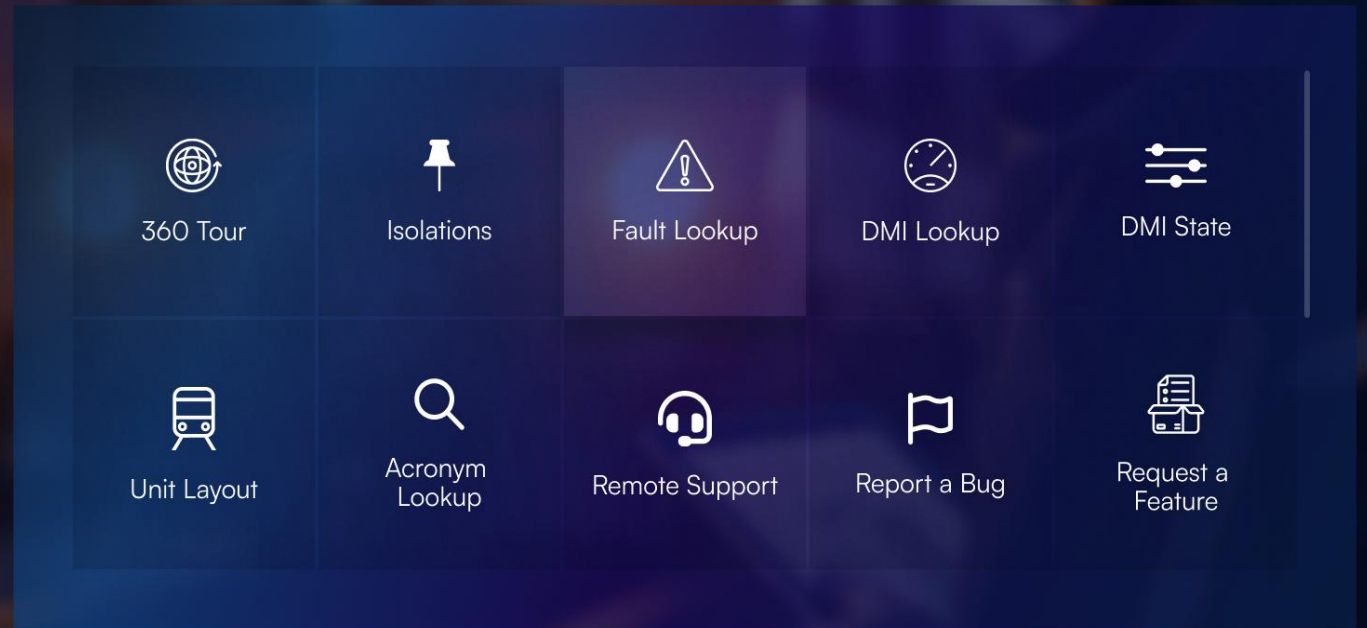 360 Tour
Isolations
Fault Lookup
DMI Lookup
DMI State
Unit Layout
Acronym
Lookup
Remote Support
Report a Bug
Request a
Feature